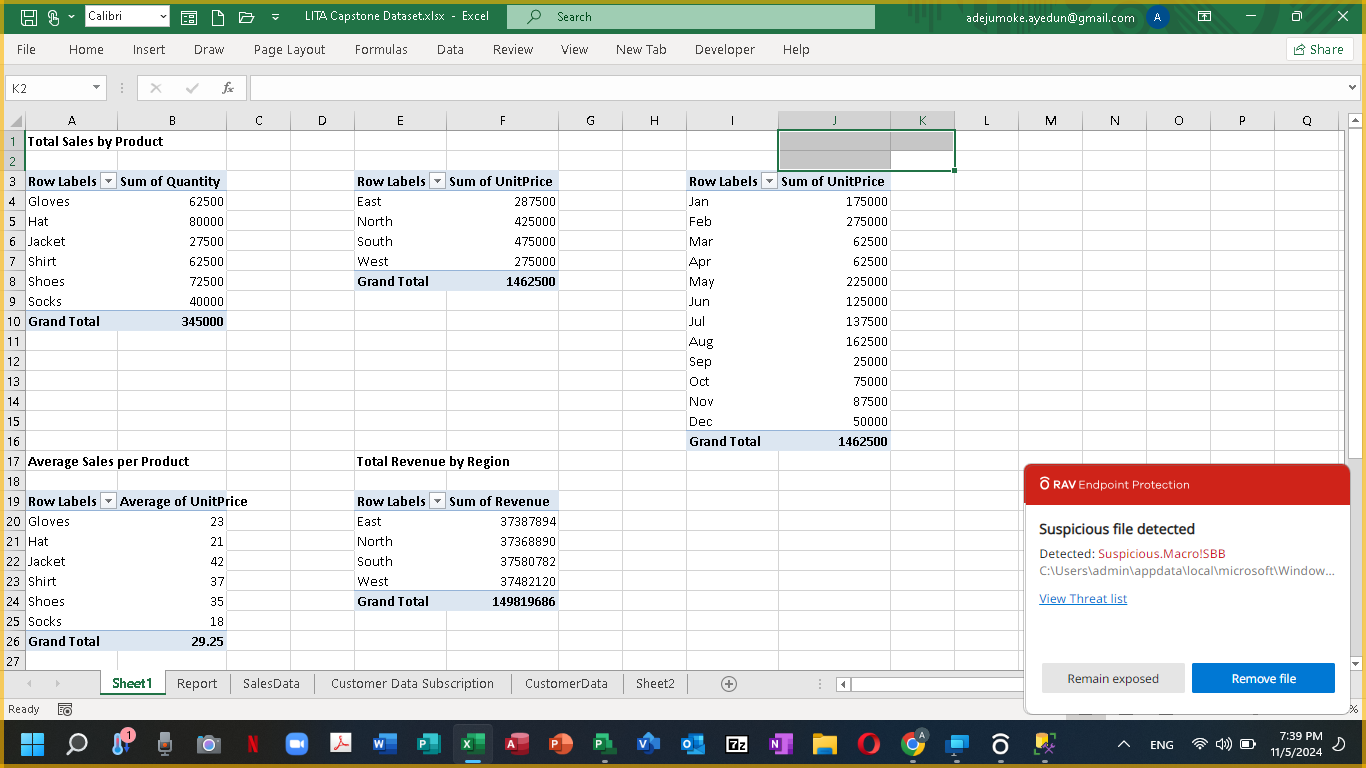 Calibri
LITA Capstone Dataset.xlsx - Excel
Search
adejumoke.ayedun@gmail.com
A
File Home Insert Draw Page Layout Formulas Data Review View New Tab Developer Help
Share
K2
fx
A B C D E F G H I J K L M N O P Q
1 Total Sales by Product
2
3 Row Labels Sum of Quantity Row Labels Sum of UnitPrice Row Labels Sum of UnitPrice
4 Gloves 62500 East 287500 Jan 175000
5 Hat 80000 North 425000 Feb 275000
6 Jacket 27500 South 475000 Mar 62500
7 Shirt 62500 West 275000 Apr 62500
8 Shoes 72500 Grand Total 1462500 May 225000
9 Socks 40000 Jun 125000
10 Grand Total 345000 Jul 137500
11 Aug 162500
12 Sep 25000
13 Oct 75000
14 Nov 87500
15 Dec 50000
16 Grand Total 1462500
17 Average Sales per Product Total Revenue by Region
18
19 Row Labels Average of UnitPrice Row Labels Sum of Revenue
20 Gloves 23 East 37387894
21 Hat 21 North 37368890
22 Jacket 42 South 37580782
23 Shirt 37 West 37482120
24 Shoes 35 Grand Total 149819686
25 Socks 18
26 Grand Total 29.25
27
RAV Endpoint Protection
Suspicious file detected
Detected: Suspicious.Macro!SBB
C:\Users\admin\appdata\local\microsoft\Window...
View Threat list
Remain exposed Remove file
Sheet1 Report SalesData Customer Data Subscription CustomerData Sheet2
Ready
%
1
A
ENG
7:39 PM
11/5/2024